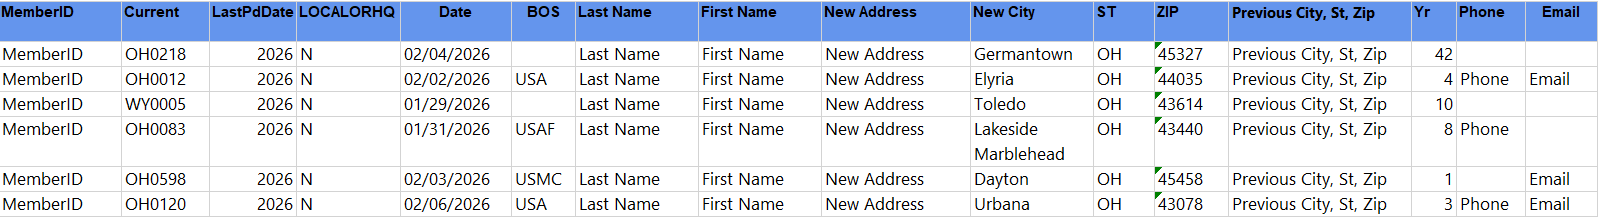 MemberID Current LastPdDate LOCALORHQ Date BOS Last Name First Name New Address New City ST ZIP Previous City, St, Zip Yr Phone Email
MemberID OH0218 2026 N 02/04/2026 Last Name First Name New Address Germantown OH 45327 Previous City, St, Zip 42
MemberID OH0012 2026 N 02/02/2026 USA Last Name First Name New Address Elyria OH 44035 Previous City, St, Zip 4 Phone Email
MemberID WY0005 2026 N 01/29/2026 Last Name First Name New Address Toledo OH 43614 Previous City, St, Zip 10
MemberID OH0083 2026 N 01/31/2026 USAF Last Name First Name New Address Lakeside OH 43440 Previous City, St, Zip 8 Phone
Marblehead
MemberID OH0598 2026 N 02/03/2026 USMC Last Name First Name New Address Dayton OH 45458 Previous City, St, Zip 1 Email
MemberID OH0120 2026 N 02/06/2026 USA Last Name First Name New Address Urbana OH 43078 Previous City, St, Zip 3 Phone Email